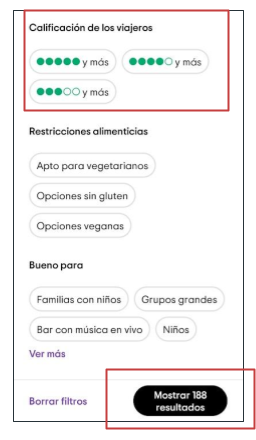 Calificación de los viajeros
y más
y más
y más
Restricciones alimenticias
Apto para vegetarianos
Opciones sin gluten
Opciones veganas
Bueno para
Familias con niños
Grupos grandes
Bar con música en vivo
Niños
Ver más
Borrar filtros
Mostrar 188
resultados